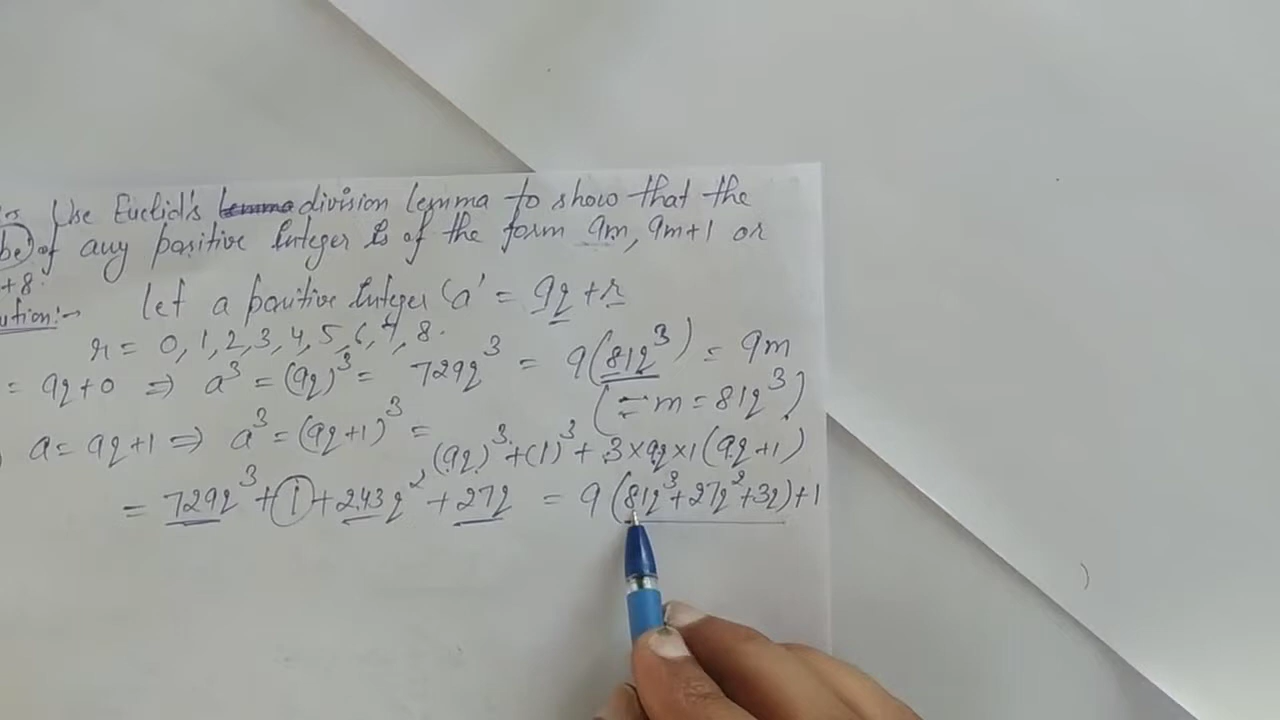 Use Euclid's division lemma to show that the
of any positive Integer is of the form 9m, 9m+1 or
+8.
ution:→ let a positive Integer 'a' = 9q + r
r = 0, 1, 2, 3, 4, 5, 6, 7, 8.
= 9q+0 ⇒ a³ = (9q)³ = 729q³ = 9(81q³) = 9m
(= m = 81q³)
a = 9q+1 ⇒ a³ = (9q+1)³ =
(9q)³ + (1)³ + 3×9q×1(9q+1)
= 729q³ + 1 + 243q² + 27q = 9(81q³+27q²+3q)+1